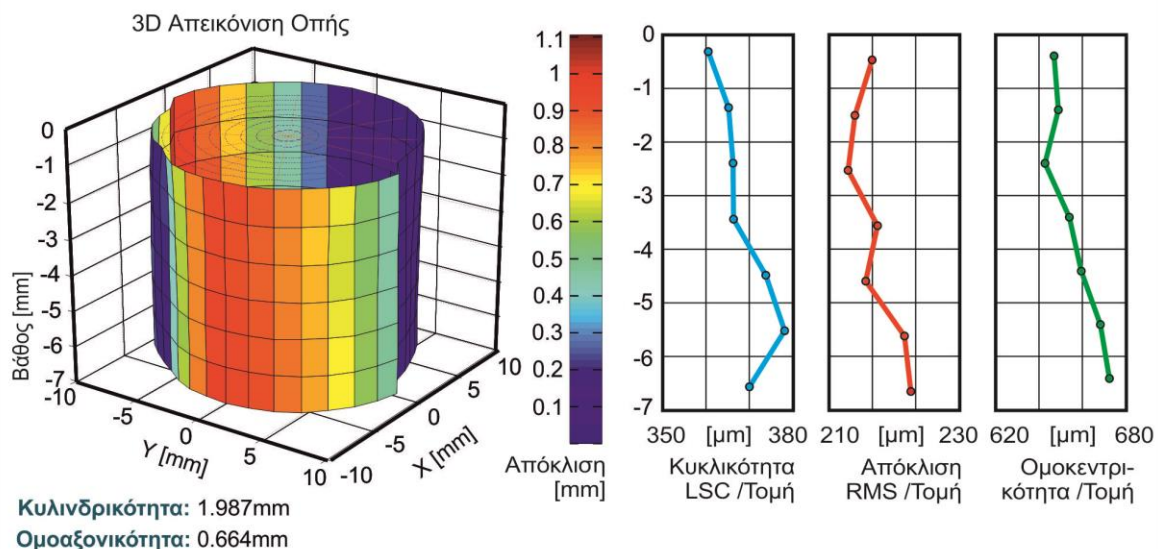 3D Απεικόνιση Οπής
0
-1
-2
-3
-4
-5
-6
-7
Βάθος [mm]
-10
-5
0
5
10
Y [mm]
-10
-5
0
5
10
X [mm]
1.1
1
0.9
0.8
0.7
0.6
0.5
0.4
0.3
0.2
0.1
Απόκλιση
[mm]
0
-1
-2
-3
-4
-5
-6
-7
350 [μm] 380
Κυκλικότητα
LSC /Τομή
210 [μm] 230
Απόκλιση
RMS /Τομή
620 [μm] 680
Ομοκεντρι-
κότητα /Τομή
Κυλινδρικότητα: 1.987mm
Ομοαξονικότητα: 0.664mm